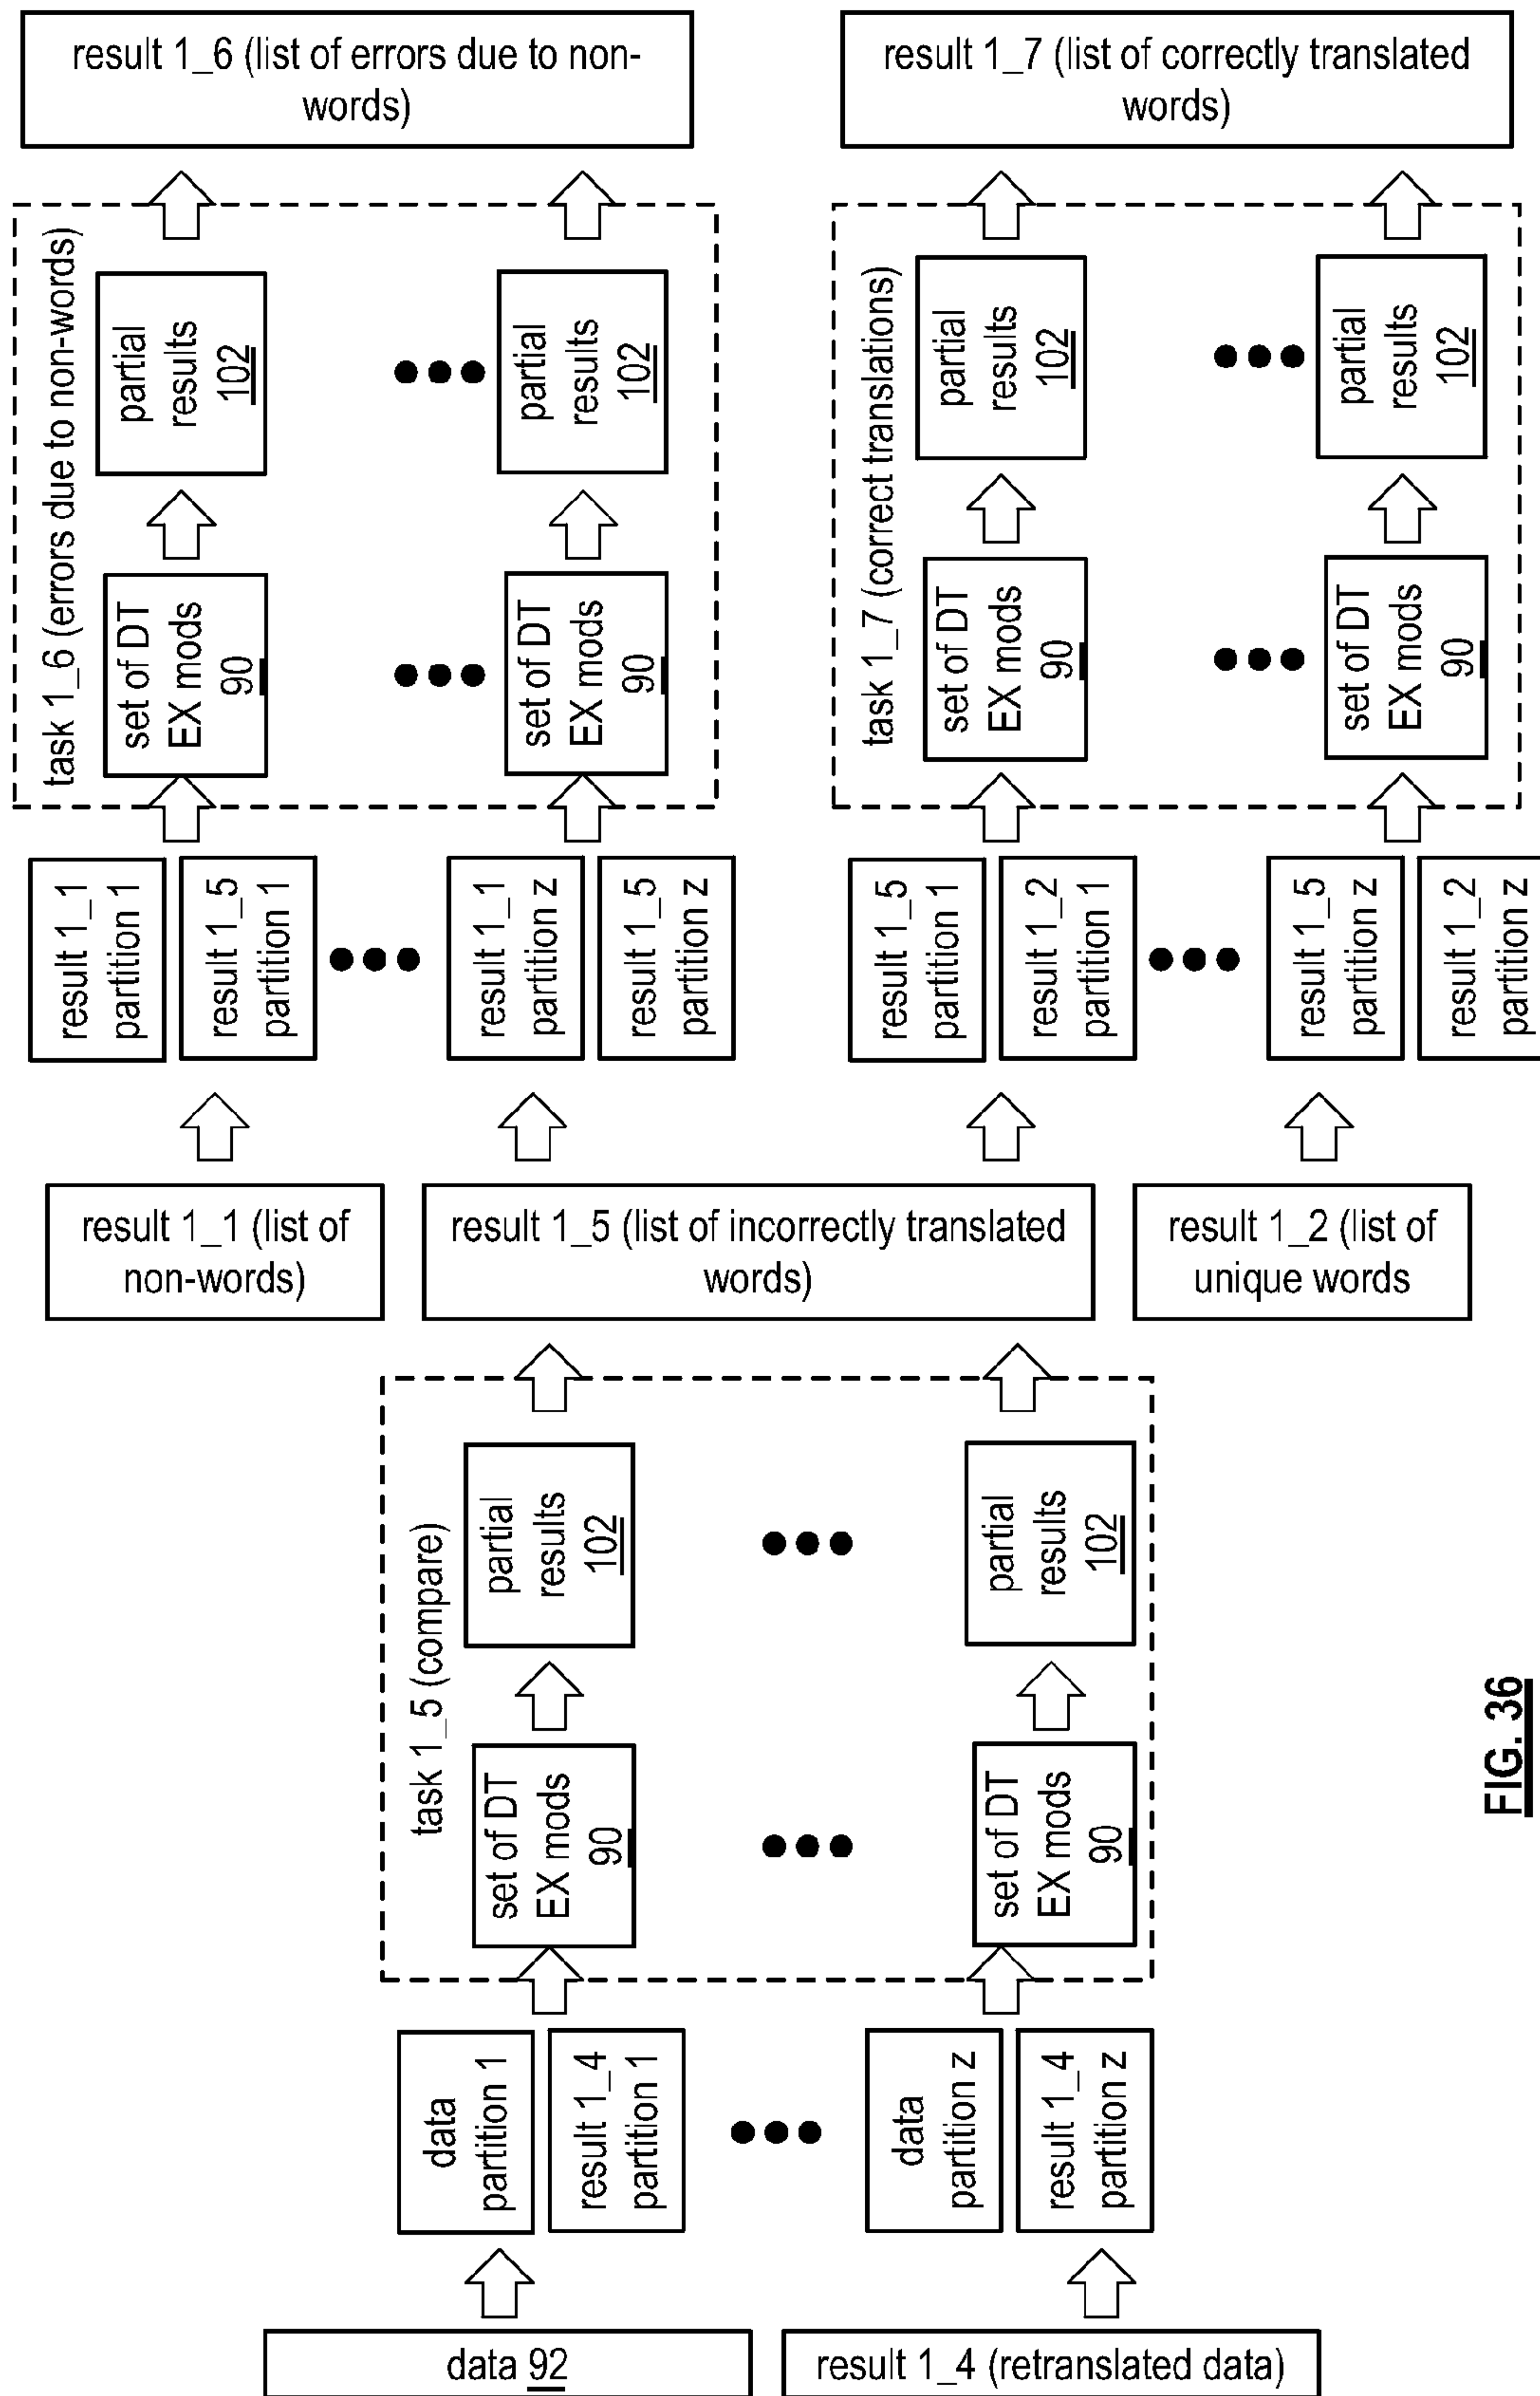 data 92
result 1_4 (retranslated data)
data
partition 1
result 1_4
partition 1
data
partition z
result 1_4
partition z
task 1_5 (compare)
set of DT
EX mods
90
partial
results
102
set of DT
EX mods
90
partial
results
102
result 1_1 (list of
non-words)
result 1_5 (list of incorrectly translated
words)
result 1_2 (list of
unique words
result 1_1
partition 1
result 1_5
partition 1
result 1_1
partition z
result 1_5
partition z
result 1_5
partition 1
result 1_2
partition 1
result 1_5
partition z
result 1_2
partition z
task 1_6 (errors due to non-words)
set of DT
EX mods
90
partial
results
102
set of DT
EX mods
90
partial
results
102
task 1_7 (correct translations)
set of DT
EX mods
90
partial
results
102
set of DT
EX mods
90
partial
results
102
result 1_6 (list of errors due to non-
words)
result 1_7 (list of correctly translated
words)
FIG. 36